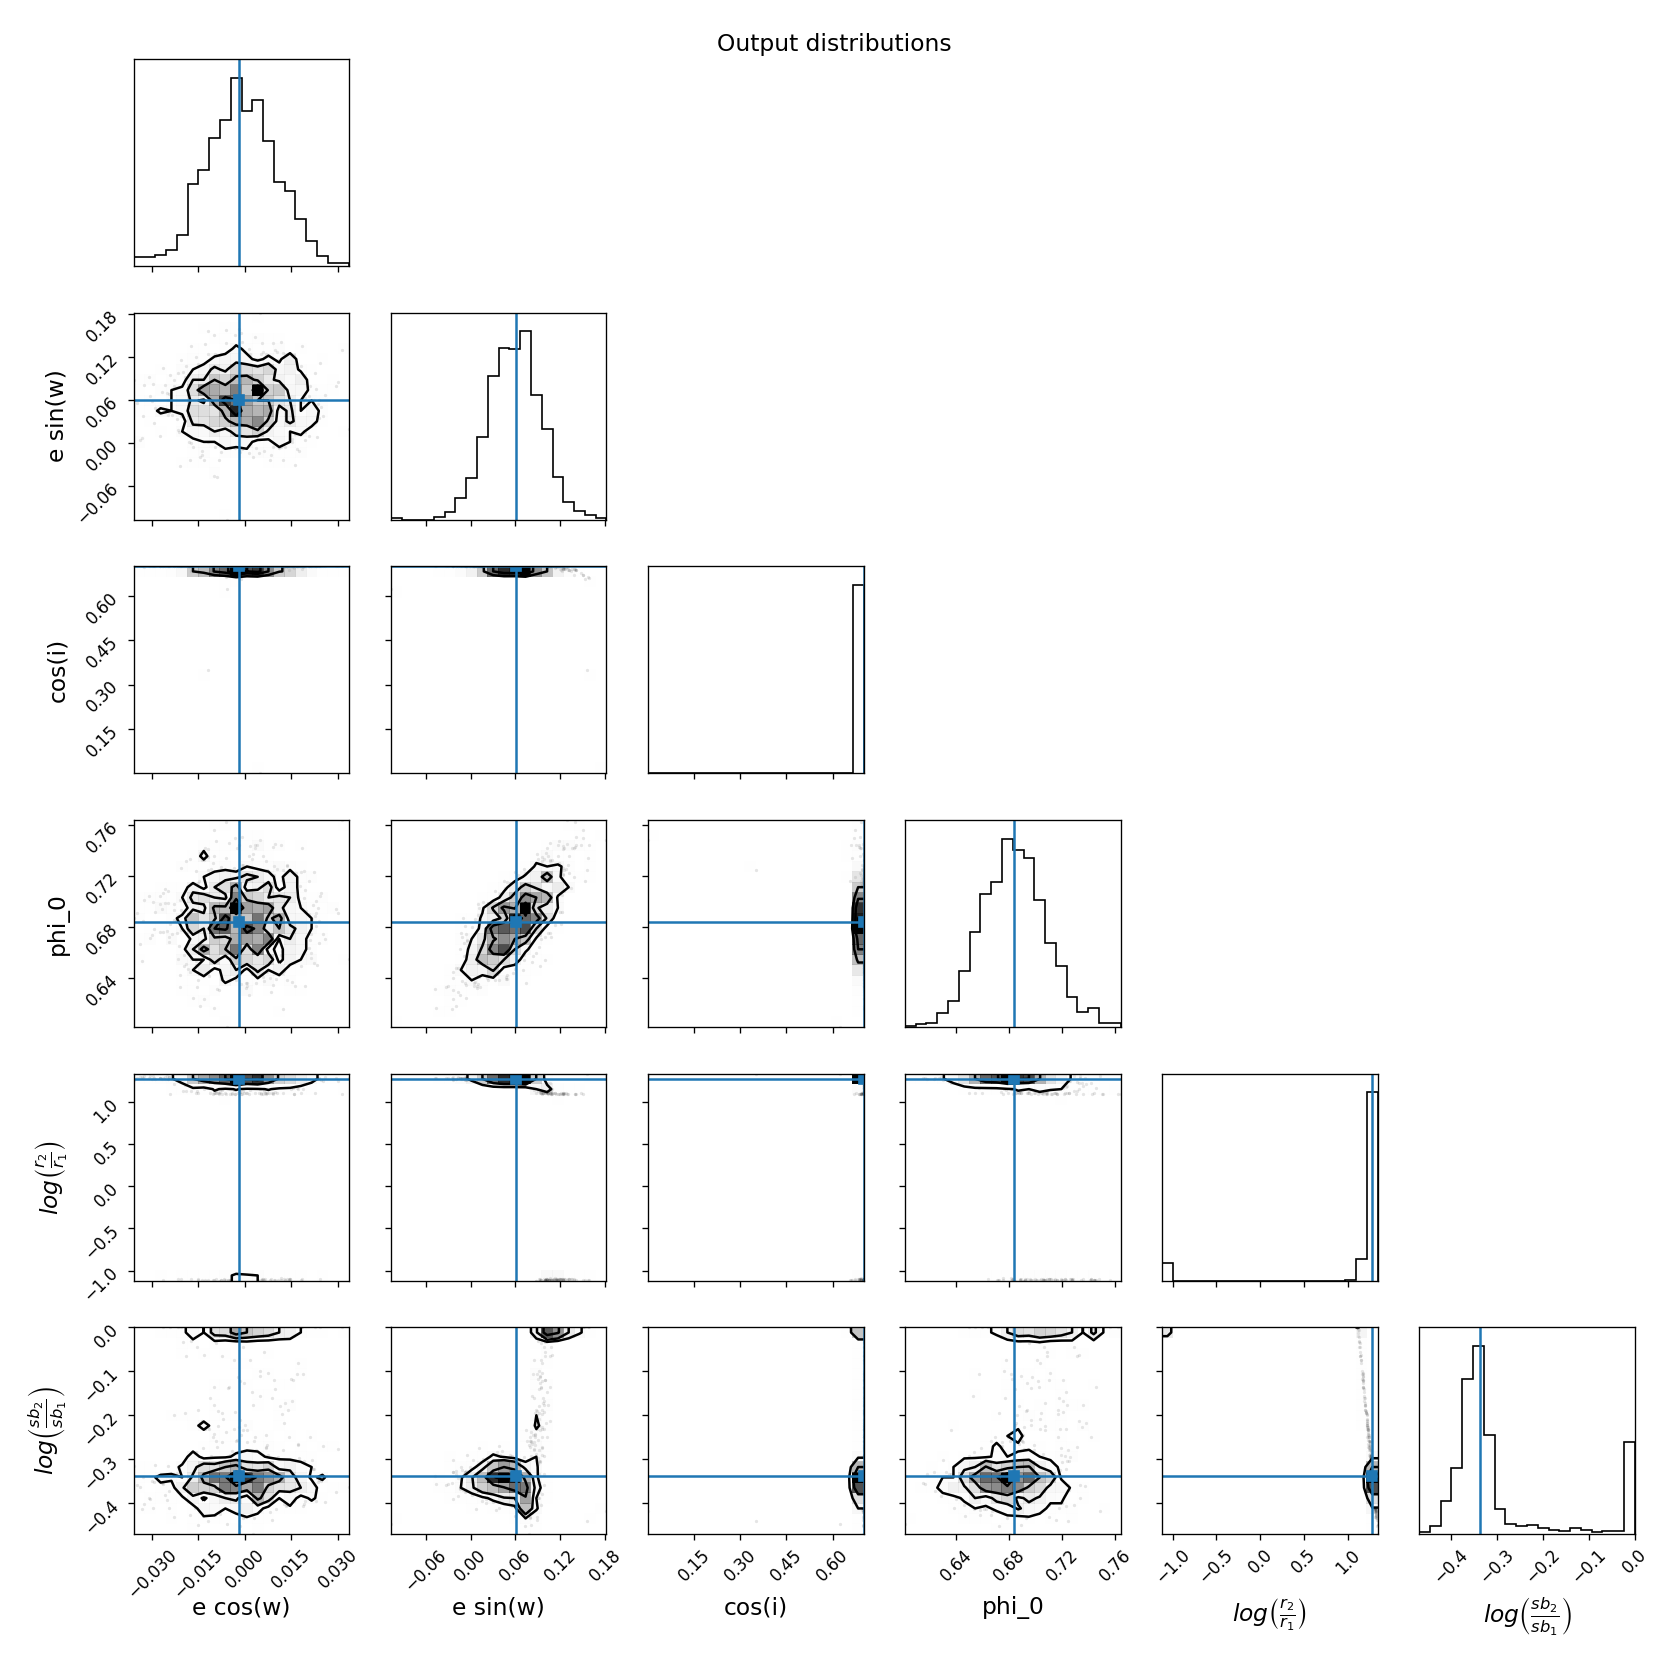 Output distributions
0.18
0.12
0.06
0.00
−0.06
e sin(w)
0.60
0.45
0.30
0.15
cos(i)
0.76
0.72
0.68
0.64
phi_0
1.0
0.5
0.0
−0.5
−1.0
log(r₂/r₁)
0.0
−0.1
−0.2
−0.3
−0.4
log(sb₂/sb₁)
−0.030 −0.015 0.000 0.015 0.030 −0.06 0.00 0.06 0.12 0.18 0.15 0.30 0.45 0.60 0.64 0.68 0.72 0.76 −1.0 −0.5 0.0 0.5 1.0 −0.4 −0.3 −0.2 −0.1 0.0
e cos(w) e sin(w) cos(i) phi_0 log(r₂/r₁) log(sb₂/sb₁)